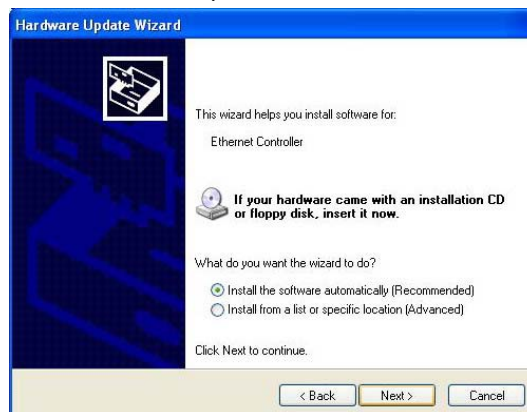 Hardware Update Wizard
This wizard helps you install software for:
Ethernet Controller
If your hardware came with an installation CD
or floppy disk, insert it now.
What do you want the wizard to do?
Install the software automatically (Recommended)
Install from a list or specific location (Advanced)
Click Next to continue.
< Back
Next >
Cancel